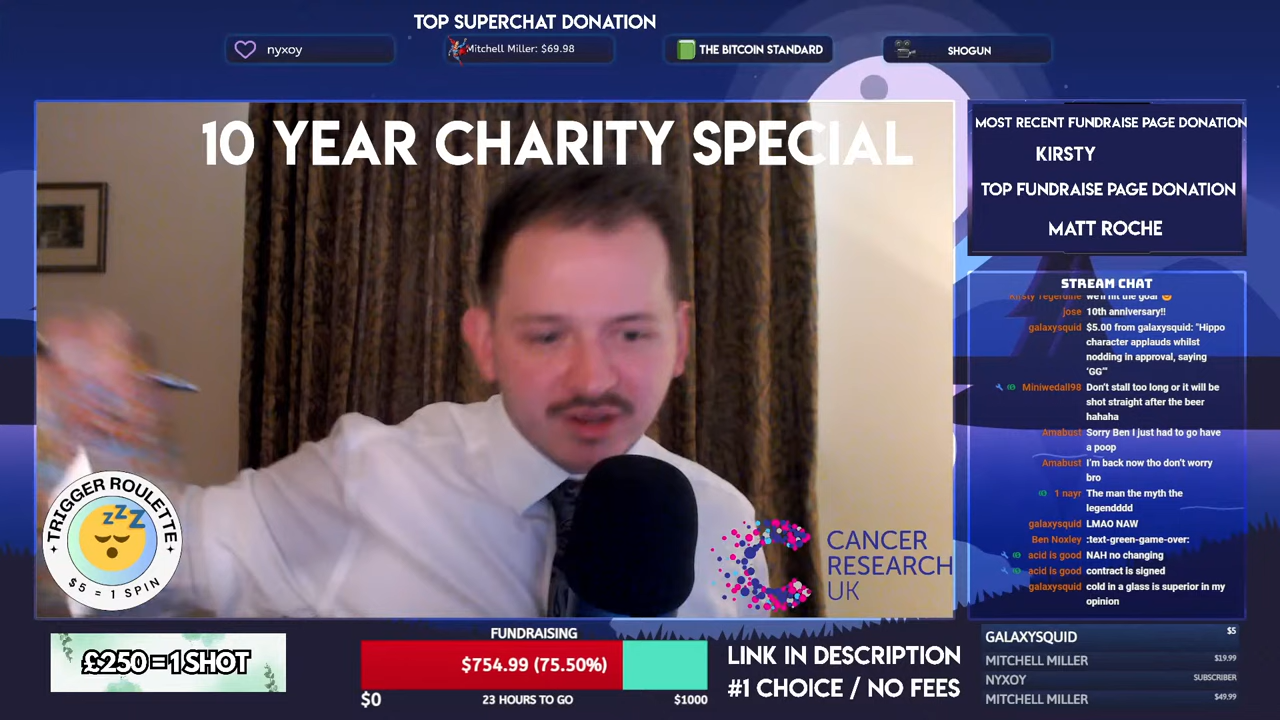 TOP SUPERCHAT DONATION
nyxoy
Mitchell Miller: $69.98
THE BITCOIN STANDARD
SHOGUN
10 YEAR CHARITY SPECIAL
MOST RECENT FUNDRAISE PAGE DONATION
KIRSTY
TOP FUNDRAISE PAGE DONATION
MATT ROCHE
STREAM CHAT
we'll hit the goal 😊
jose 10th anniversary!!
galaxysquid $5.00 from galaxysquid: "Hippo
character applauds whilst
nodding in approval, saying
'GG'"
Miniwedall98 Don't stall too long or it will be
shot straight after the beer
hahaha
Amabust Sorry Ben I just had to go have
a poop
Amabust I'm back now tho don't worry
bro
1 nayr The man the myth the
legendddd
galaxysquid LMAO NAW
Ben Noxley :text-green-game-over:
acid is good NAH no changing
acid is good contract is signed
galaxysquid cold in a glass is superior in my
opinion
TRIGGER ROULETTE
zzz
$5 = 1 SPIN
CANCER
RESEARCH
UK
£250 = 1 SHOT
FUNDRAISING
$754.99 (75.50%)
$0
23 HOURS TO GO
$1000
LINK IN DESCRIPTION
#1 CHOICE / NO FEES
GALAXYSQUID $5
MITCHELL MILLER $19.99
NYXOY SUBSCRIBER
MITCHELL MILLER $49.99